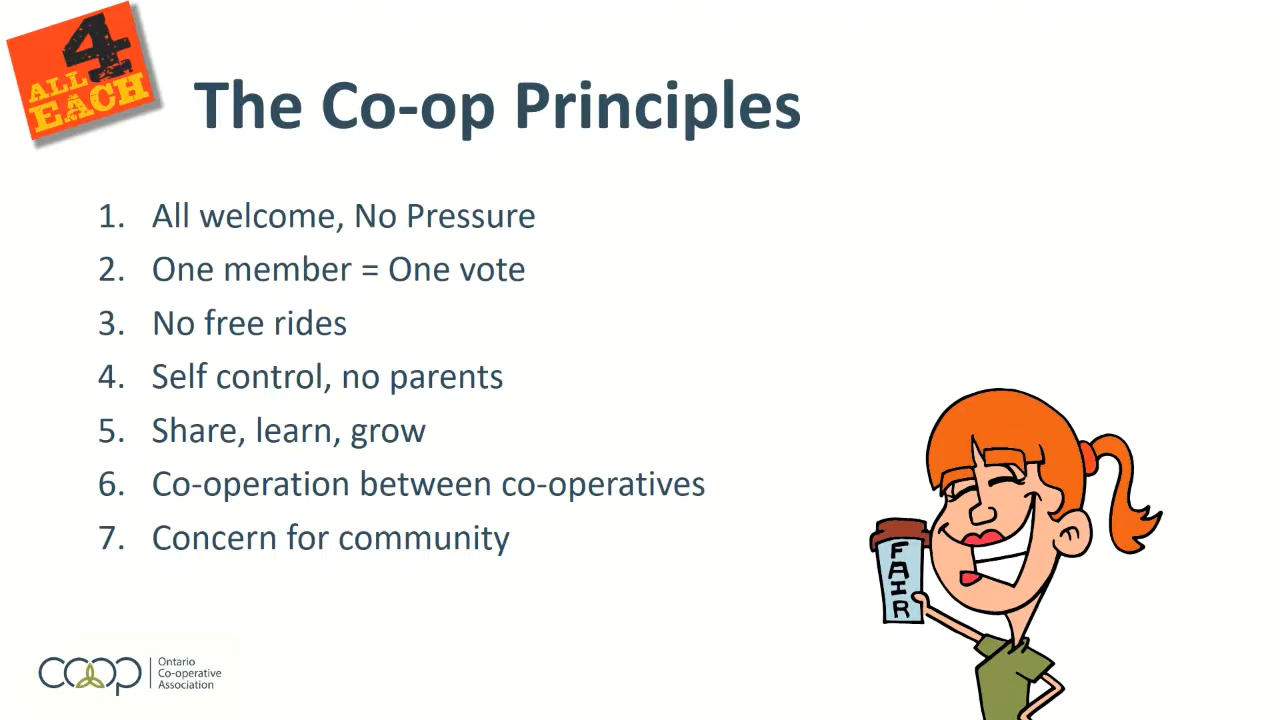 ALL
4
EACH
The Co-op Principles
1. All welcome, No Pressure
2. One member = One vote
3. No free rides
4. Self control, no parents
5. Share, learn, grow
6. Co-operation between co-operatives
7. Concern for community
FAIR
COOP
Ontario
Co-operative
Association